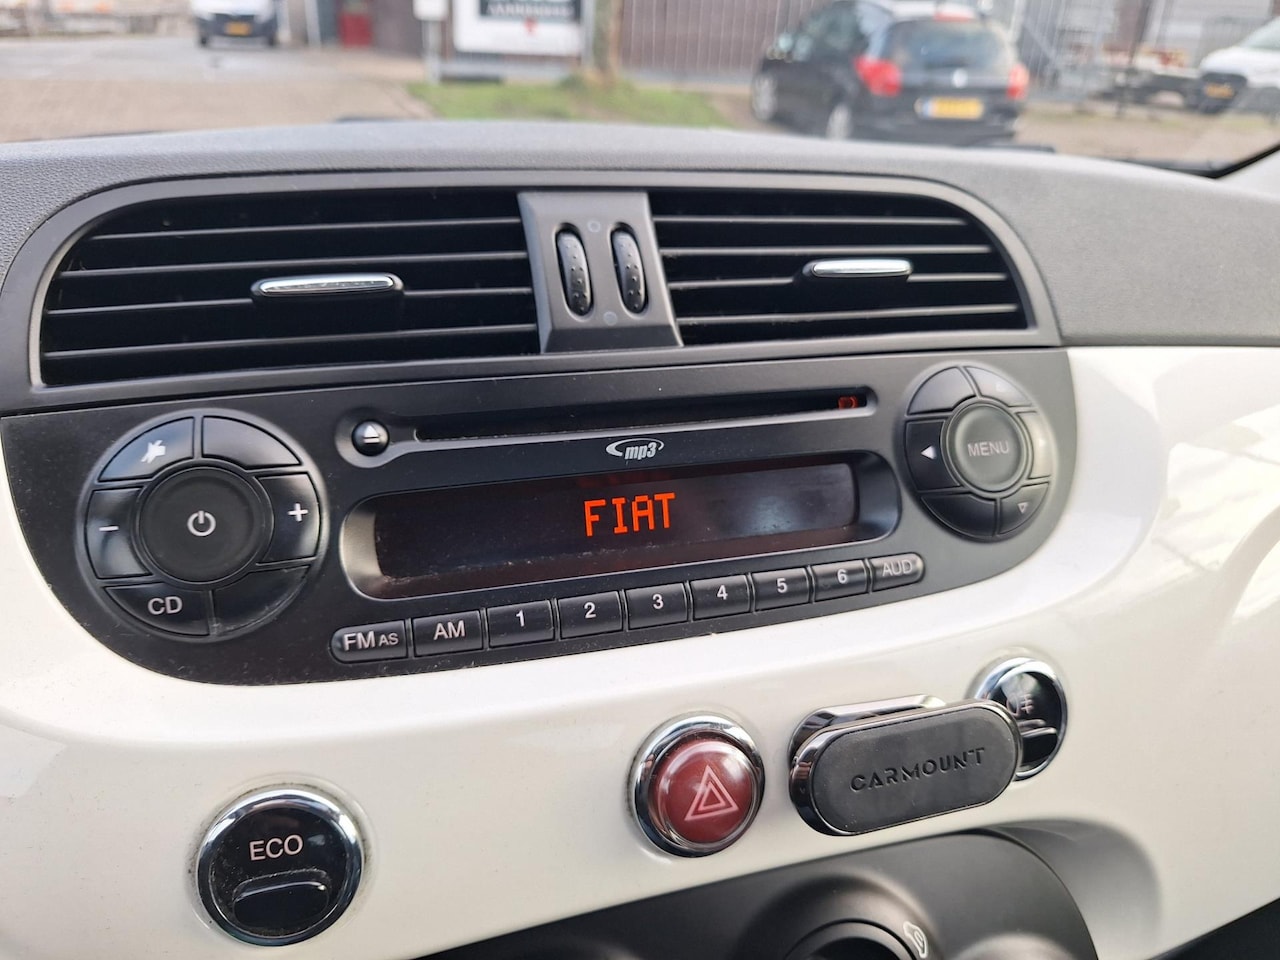 mp3
MENU
FIAT
CD
FM AS
AM
1
2
3
4
5
6
AUD
CARMOUNT
ECO